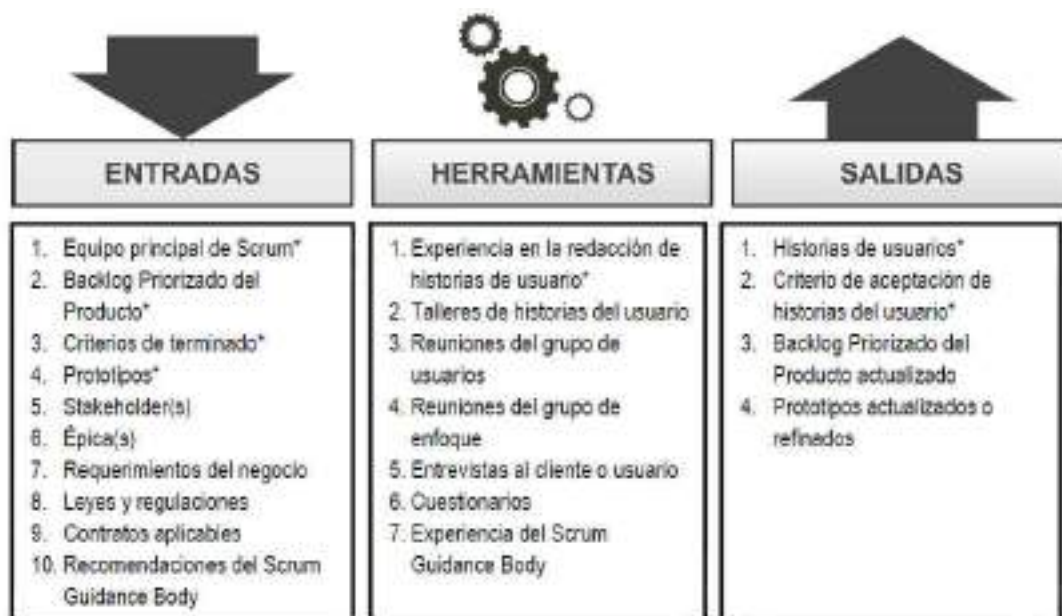 ENTRADAS
1. Equipo principal de Scrum*
2. Backlog Priorizado del
Producto*
3. Criterios de terminado*
4. Prototipos*
5. Stakeholder(s)
6. Épica(s)
7. Requerimientos del negocio
8. Leyes y regulaciones
9. Contratos aplicables
10. Recomendaciones del Scrum
Guidance Body
HERRAMIENTAS
1. Experiencia en la redacción de
historias de usuario*
2. Talleres de historias del usuario
3. Reuniones del grupo de
usuarios
4. Reuniones del grupo de
enfoque
5. Entrevistas al cliente o usuario
6. Cuestionarios
7. Experiencia del Scrum
Guidance Body
SALIDAS
1. Historias de usuarios*
2. Criterio de aceptación de
historias del usuario*
3. Backlog Priorizado del
Producto actualizado
4. Prototipos actualizados o
refinados